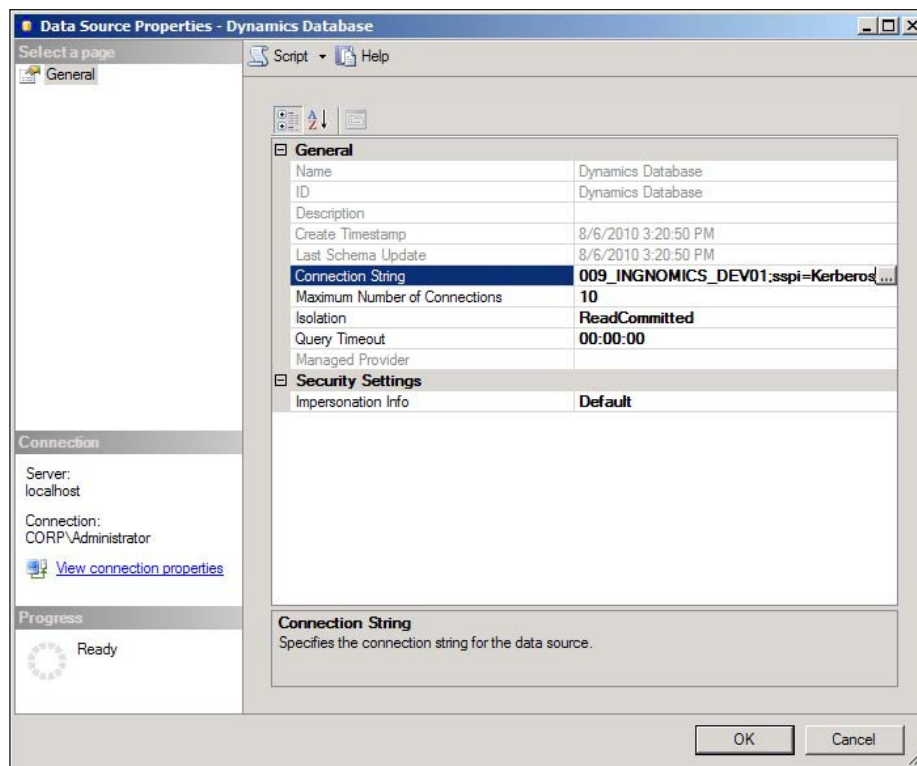 Data Source Properties - Dynamics Database
Select a page
General
Script Help
General
Name Dynamics Database
ID Dynamics Database
Description
Create Timestamp 8/6/2010 3:20:50 PM
Last Schema Update 8/6/2010 3:20:50 PM
Connection String 009_INGNOMICS_DEV01;sspi=Kerberos ...
Maximum Number of Connections 10
Isolation ReadCommitted
Query Timeout 00:00:00
Managed Provider
Security Settings
Impersonation Info Default
Connection
Server:
localhost
Connection:
CORP\Administrator
View connection properties
Progress
Ready
Connection String
Specifies the connection string for the data source.
OK Cancel